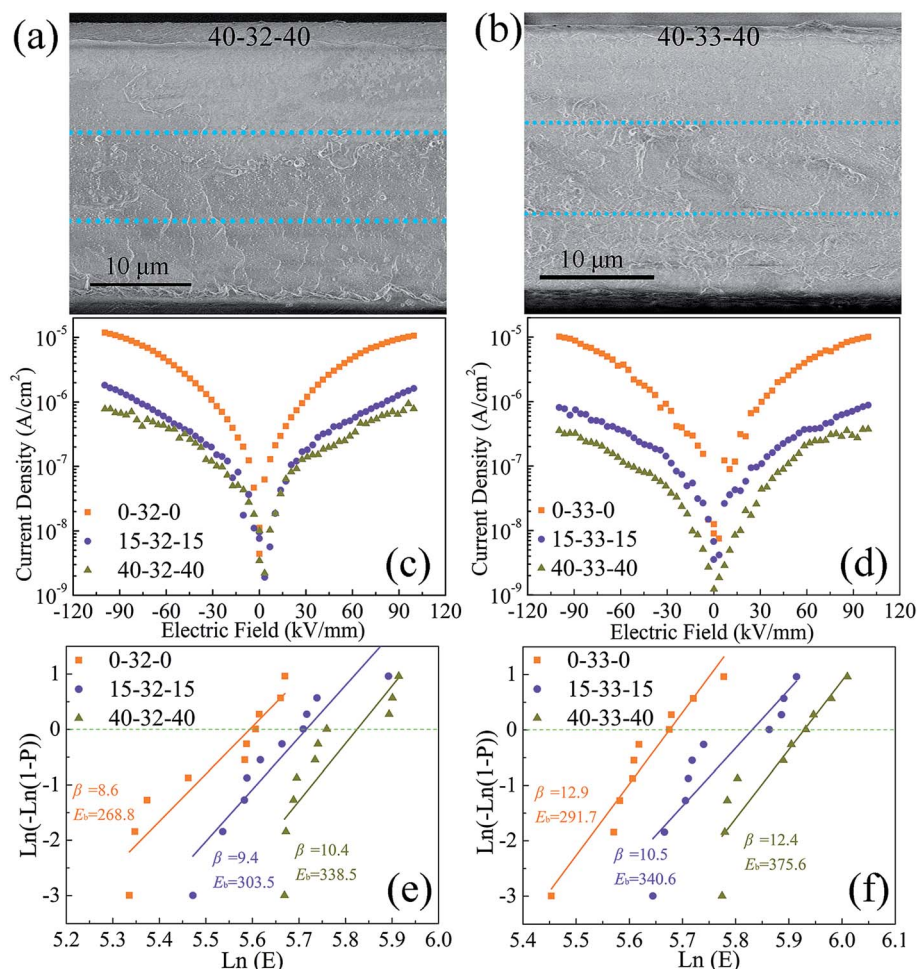 (a)
40-32-40
10 μm
(b)
40-33-40
10 μm
Current Density (A/cm²)
10⁻⁵
10⁻⁶
10⁻⁷
10⁻⁸
10⁻⁹
0-32-0
15-32-15
40-32-40
(c)
-120 -90 -60 -30 0 30 60 90 120
Electric Field (kV/mm)
Current Density (A/cm²)
10⁻⁵
10⁻⁶
10⁻⁷
10⁻⁸
10⁻⁹
0-33-0
15-33-15
40-33-40
(d)
-120 -90 -60 -30 0 30 60 90 120
Electric Field (kV/mm)
Ln(-Ln(1-P))
1
0
-1
-2
-3
0-32-0
15-32-15
40-32-40
β=8.6
Eb=268.8
β=9.4
Eb=303.5
β=10.4
Eb=338.5
(e)
5.2 5.3 5.4 5.5 5.6 5.7 5.8 5.9 6.0
Ln (E)
Ln(-Ln(1-P))
1
0
-1
-2
-3
0-33-0
15-33-15
40-33-40
β=12.9
Eb=291.7
β=10.5
Eb=340.6
β=12.4
Eb=375.6
(f)
5.4 5.5 5.6 5.7 5.8 5.9 6.0 6.1
Ln (E)